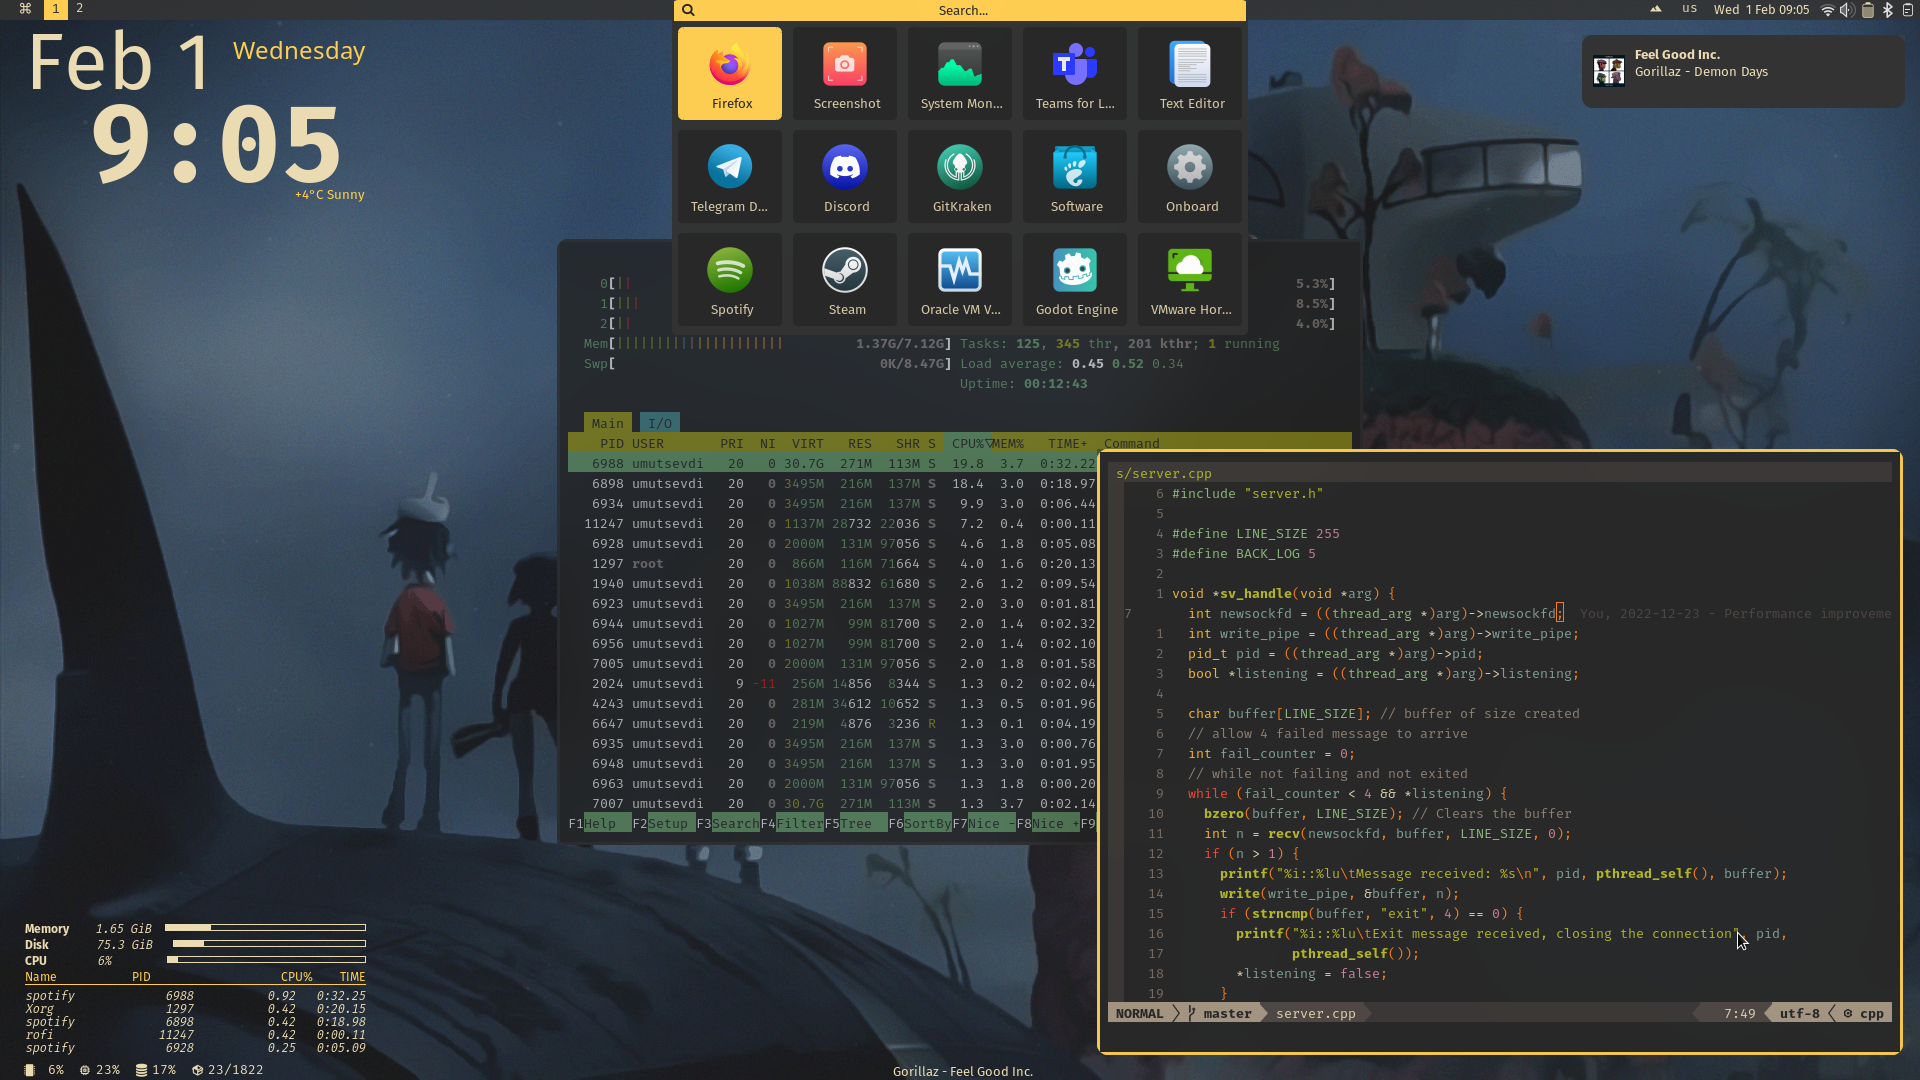 ⌘ 1 2
Search...
us Wed 1 Feb 09:05
Feb 1 Wednesday
9:05
+4°C Sunny
Feel Good Inc.
Gorillaz - Demon Days
Firefox Screenshot System Mon... Teams for L... Text Editor
Telegram D... Discord GitKraken Software Onboard
Spotify Steam Oracle VM V... Godot Engine VMware Hor...
0[|| 5.3%]
1[||| 8.5%]
2[|| 4.0%]
Mem[||||||||||||||||||||| 1.37G/7.12G] Tasks: 125, 345 thr, 201 kthr; 1 running
Swp[ 0K/8.47G] Load average: 0.45 0.52 0.34
Uptime: 00:12:43
Main I/O
PID USER PRI NI VIRT RES SHR S CPU%▽MEM% TIME+ Command
6988 umutsevdi 20 0 30.7G 271M 113M S 19.8 3.7 0:32.22
6898 umutsevdi 20 0 3495M 216M 137M S 18.4 3.0 0:18.97
6934 umutsevdi 20 0 3495M 216M 137M S 9.9 3.0 0:06.44
11247 umutsevdi 20 0 1137M 28732 22036 S 7.2 0.4 0:00.11
6928 umutsevdi 20 0 2000M 131M 97056 S 4.6 1.8 0:05.08
1297 root 20 0 866M 116M 71664 S 4.0 1.6 0:20.13
1940 umutsevdi 20 0 1038M 88832 61680 S 2.6 1.2 0:09.54
6923 umutsevdi 20 0 3495M 216M 137M S 2.0 3.0 0:01.81
6944 umutsevdi 20 0 1027M 99M 81700 S 2.0 1.4 0:02.32
6956 umutsevdi 20 0 1027M 99M 81700 S 2.0 1.4 0:02.10
7005 umutsevdi 20 0 2000M 131M 97056 S 2.0 1.8 0:01.58
2024 umutsevdi 9 -11 256M 14856 8344 S 1.3 0.2 0:02.04
4243 umutsevdi 20 0 281M 34612 10652 S 1.3 0.5 0:01.96
6647 umutsevdi 20 0 219M 4876 3236 R 1.3 0.1 0:04.19
6935 umutsevdi 20 0 3495M 216M 137M S 1.3 3.0 0:00.76
6948 umutsevdi 20 0 3495M 216M 137M S 1.3 3.0 0:01.95
6963 umutsevdi 20 0 2000M 131M 97056 S 1.3 1.8 0:00.20
7007 umutsevdi 20 0 30.7G 271M 113M S 1.3 3.7 0:02.14
F1Help F2Setup F3SearchF4FilterF5Tree F6SortByF7Nice -F8Nice +F9
s/server.cpp
6 #include "server.h"
5
4 #define LINE_SIZE 255
3 #define BACK_LOG 5
2
1 void *sv_handle(void *arg) {
7 int newsockfd = ((thread_arg *)arg)->newsockfd; You, 2022-12-23 - Performance improveme
1 int write_pipe = ((thread_arg *)arg)->write_pipe;
2 pid_t pid = ((thread_arg *)arg)->pid;
3 bool *listening = ((thread_arg *)arg)->listening;
4
5 char buffer[LINE_SIZE]; // buffer of size created
6 // allow 4 failed message to arrive
7 int fail_counter = 0;
8 // while not failing and not exited
9 while (fail_counter < 4 && *listening) {
10 bzero(buffer, LINE_SIZE); // Clears the buffer
11 int n = recv(newsockfd, buffer, LINE_SIZE, 0);
12 if (n > 1) {
13 printf("%i::%lu\tMessage received: %s\n", pid, pthread_self(), buffer);
14 write(write_pipe, &buffer, n);
15 if (strncmp(buffer, "exit", 4) == 0) {
16 printf("%i::%lu\tExit message received, closing the connection", pid,
17 pthread_self());
18 *listening = false;
19 }
NORMAL master server.cpp 7:49 utf-8 cpp
Memory 1.65 GiB
Disk 75.3 GiB
CPU 6%
Name PID CPU% TIME
spotify 6988 0.92 0:32.25
Xorg 1297 0.42 0:20.15
spotify 6898 0.42 0:18.98
rofi 11247 0.42 0:00.11
spotify 6928 0.25 0:05.09
6% 23% 17% 23/1822
Gorillaz - Feel Good Inc.